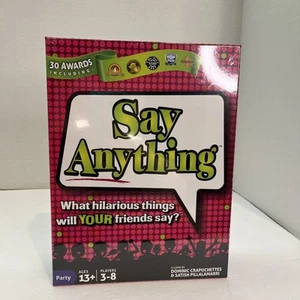 30 AWARDS
INCLUDING
Say
Anything
What hilarious things
will YOUR friends say?
Party
AGES
13+
PLAYERS
3-8
DOMINIC CRAPUCHETTES
& SATISH PILLALAMARRI